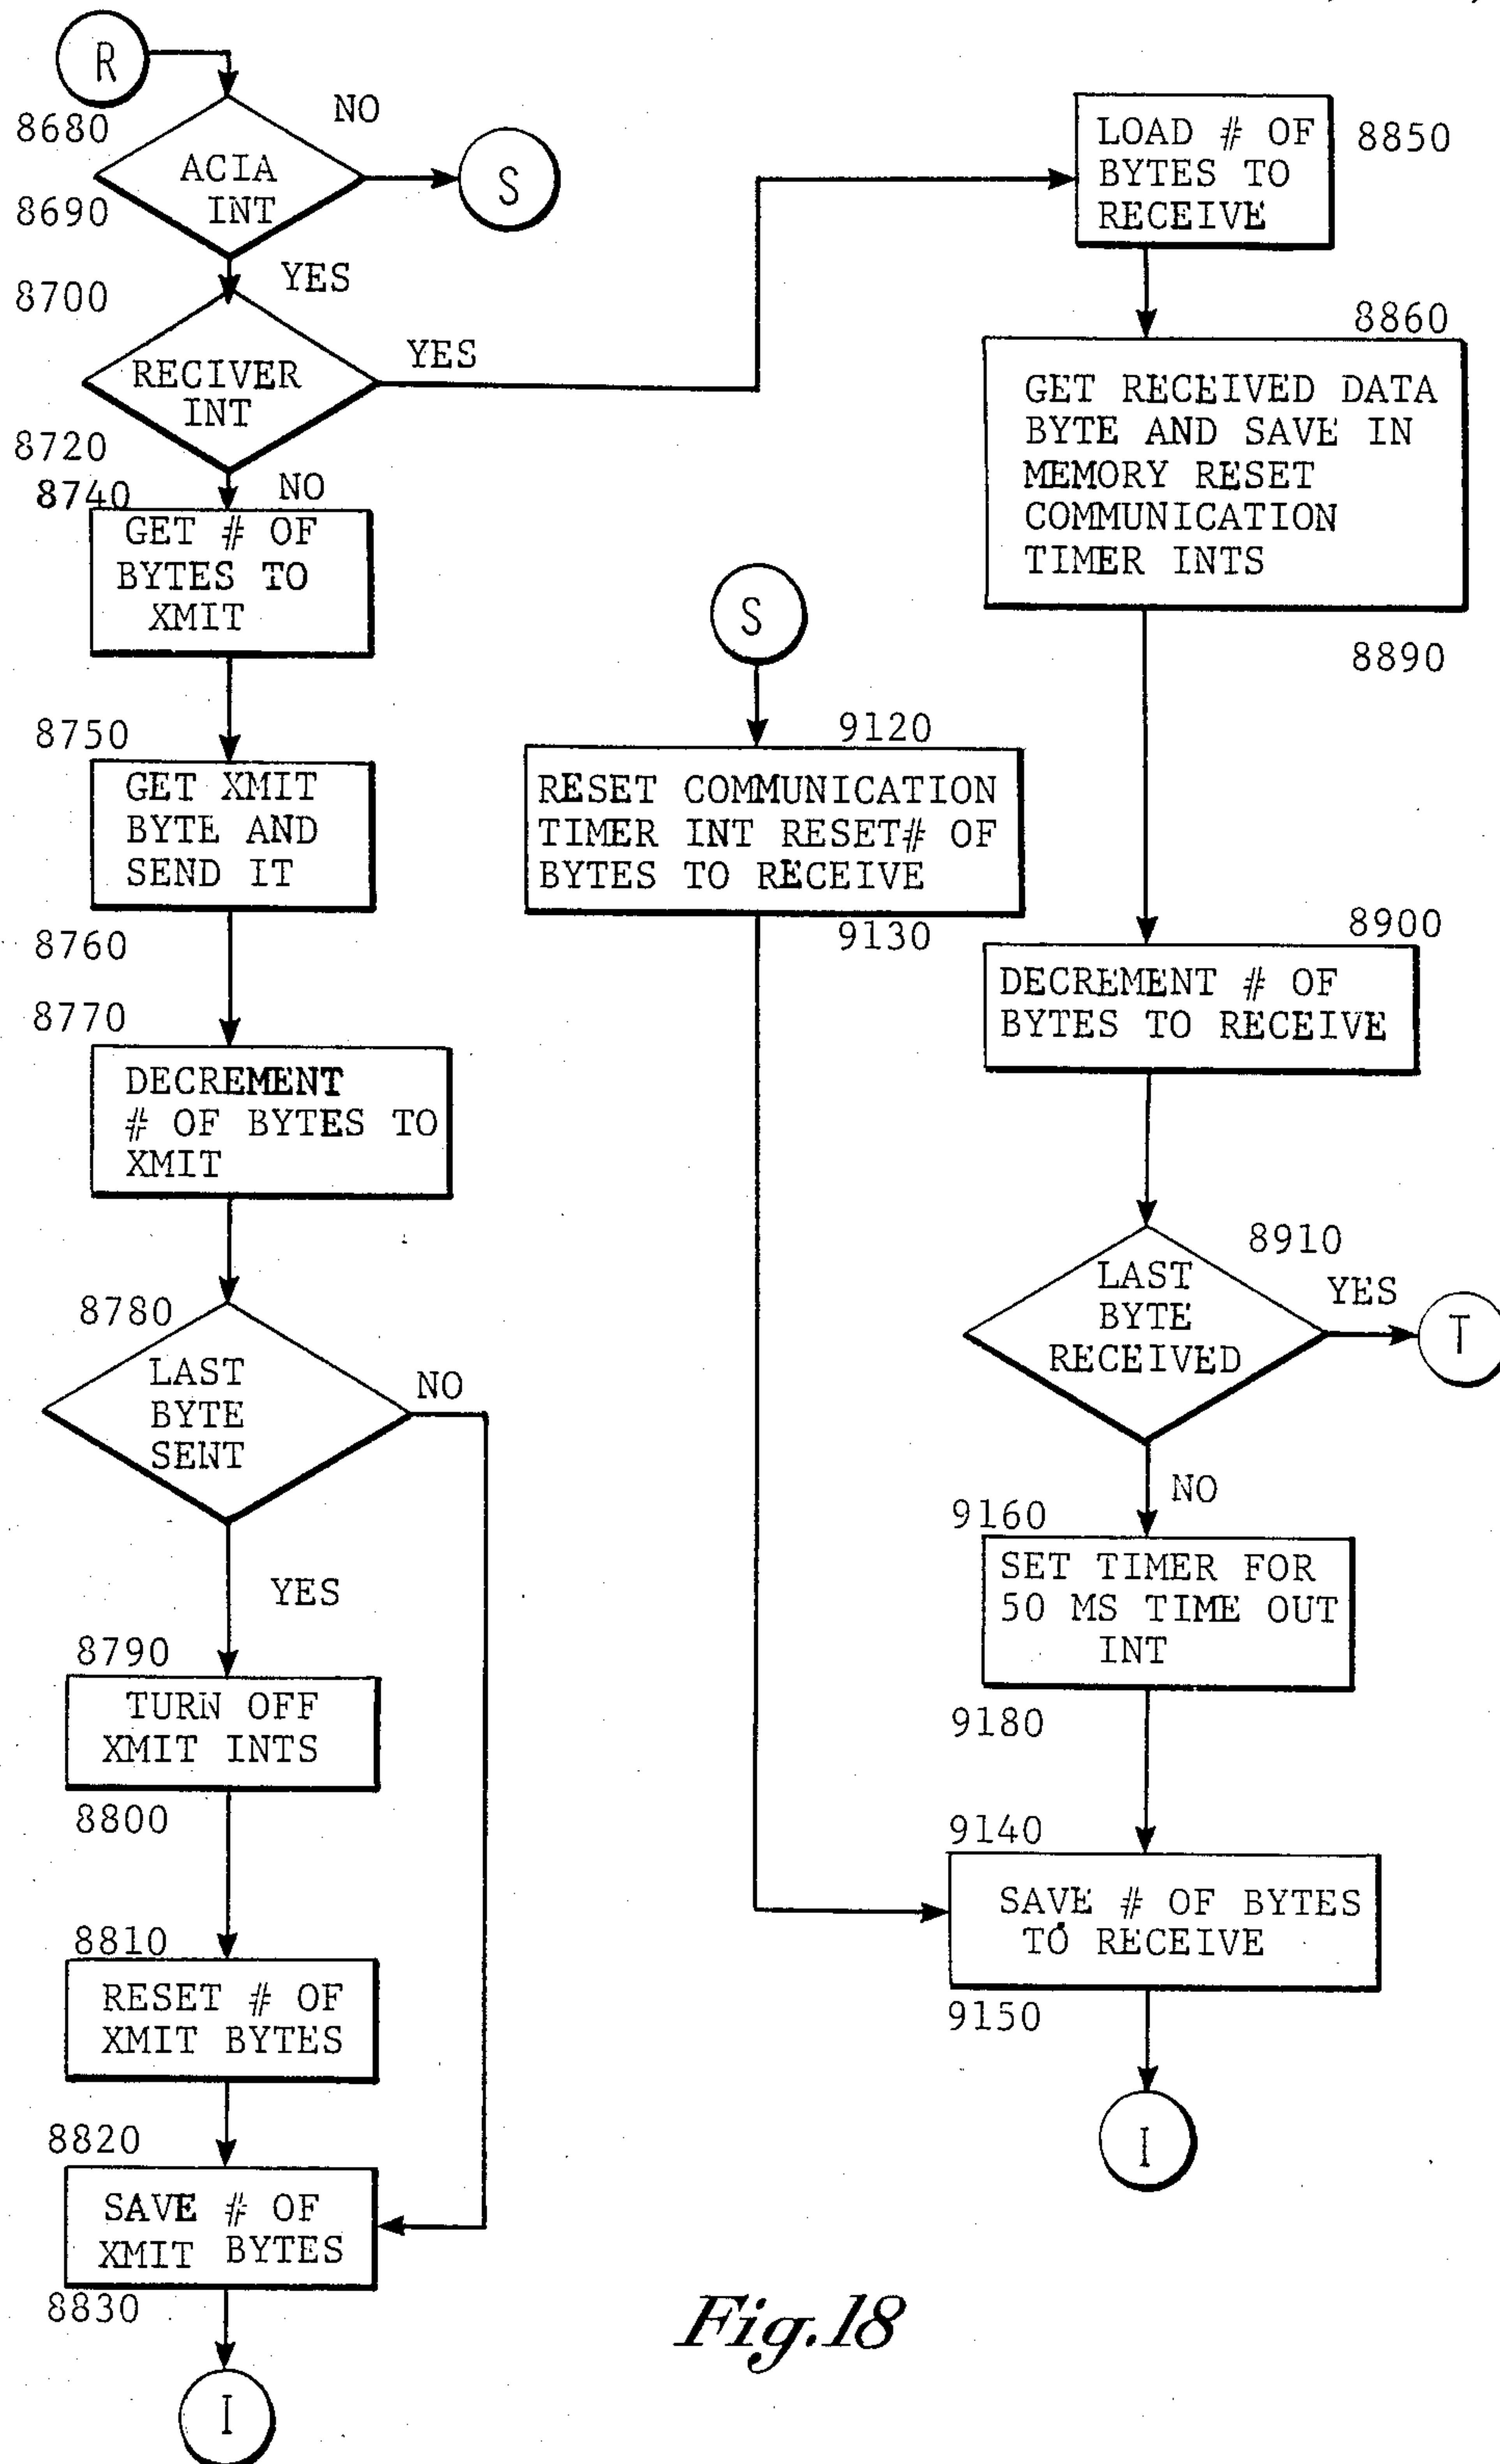 R
8680
NO
ACIA
INT
S
8690
YES
8700
RECIVER
INT
YES
8720
8740
NO
GET # OF
BYTES TO
XMIT
8750
GET XMIT
BYTE AND
SEND IT
8760
8770
DECREMENT
# OF BYTES TO
XMIT
8780
LAST
BYTE
SENT
NO
YES
8790
TURN OFF
XMIT INTS
8800
8810
RESET # OF
XMIT BYTES
8820
SAVE # OF
XMIT BYTES
8830
I
S
9120
RESET COMMUNICATION
TIMER INT RESET# OF
BYTES TO RECEIVE
9130
LOAD # OF
BYTES TO
RECEIVE
8850
8860
GET RECEIVED DATA
BYTE AND SAVE IN
MEMORY RESET
COMMUNICATION
TIMER INTS
8890
8900
DECREMENT # OF
BYTES TO RECEIVE
8910
LAST
BYTE
RECEIVED
YES
T
NO
9160
SET TIMER FOR
50 MS TIME OUT
INT
9180
9140
SAVE # OF BYTES
TO RECEIVE
9150
I
Fig.18